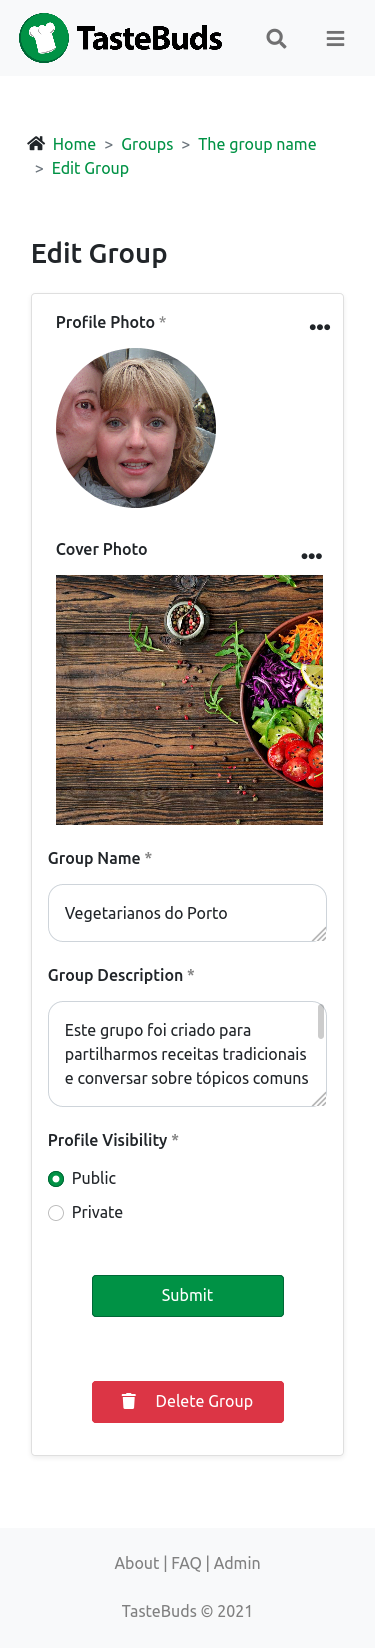 TasteBuds
Home > Groups > The group name
> Edit Group
Edit Group
Profile Photo *
Cover Photo
Group Name *
Vegetarianos do Porto
Group Description *
Este grupo foi criado para
partilharmos receitas tradicionais
e conversar sobre tópicos comuns
Profile Visibility *
Public
Private
Submit
Delete Group
About | FAQ | Admin
TasteBuds © 2021